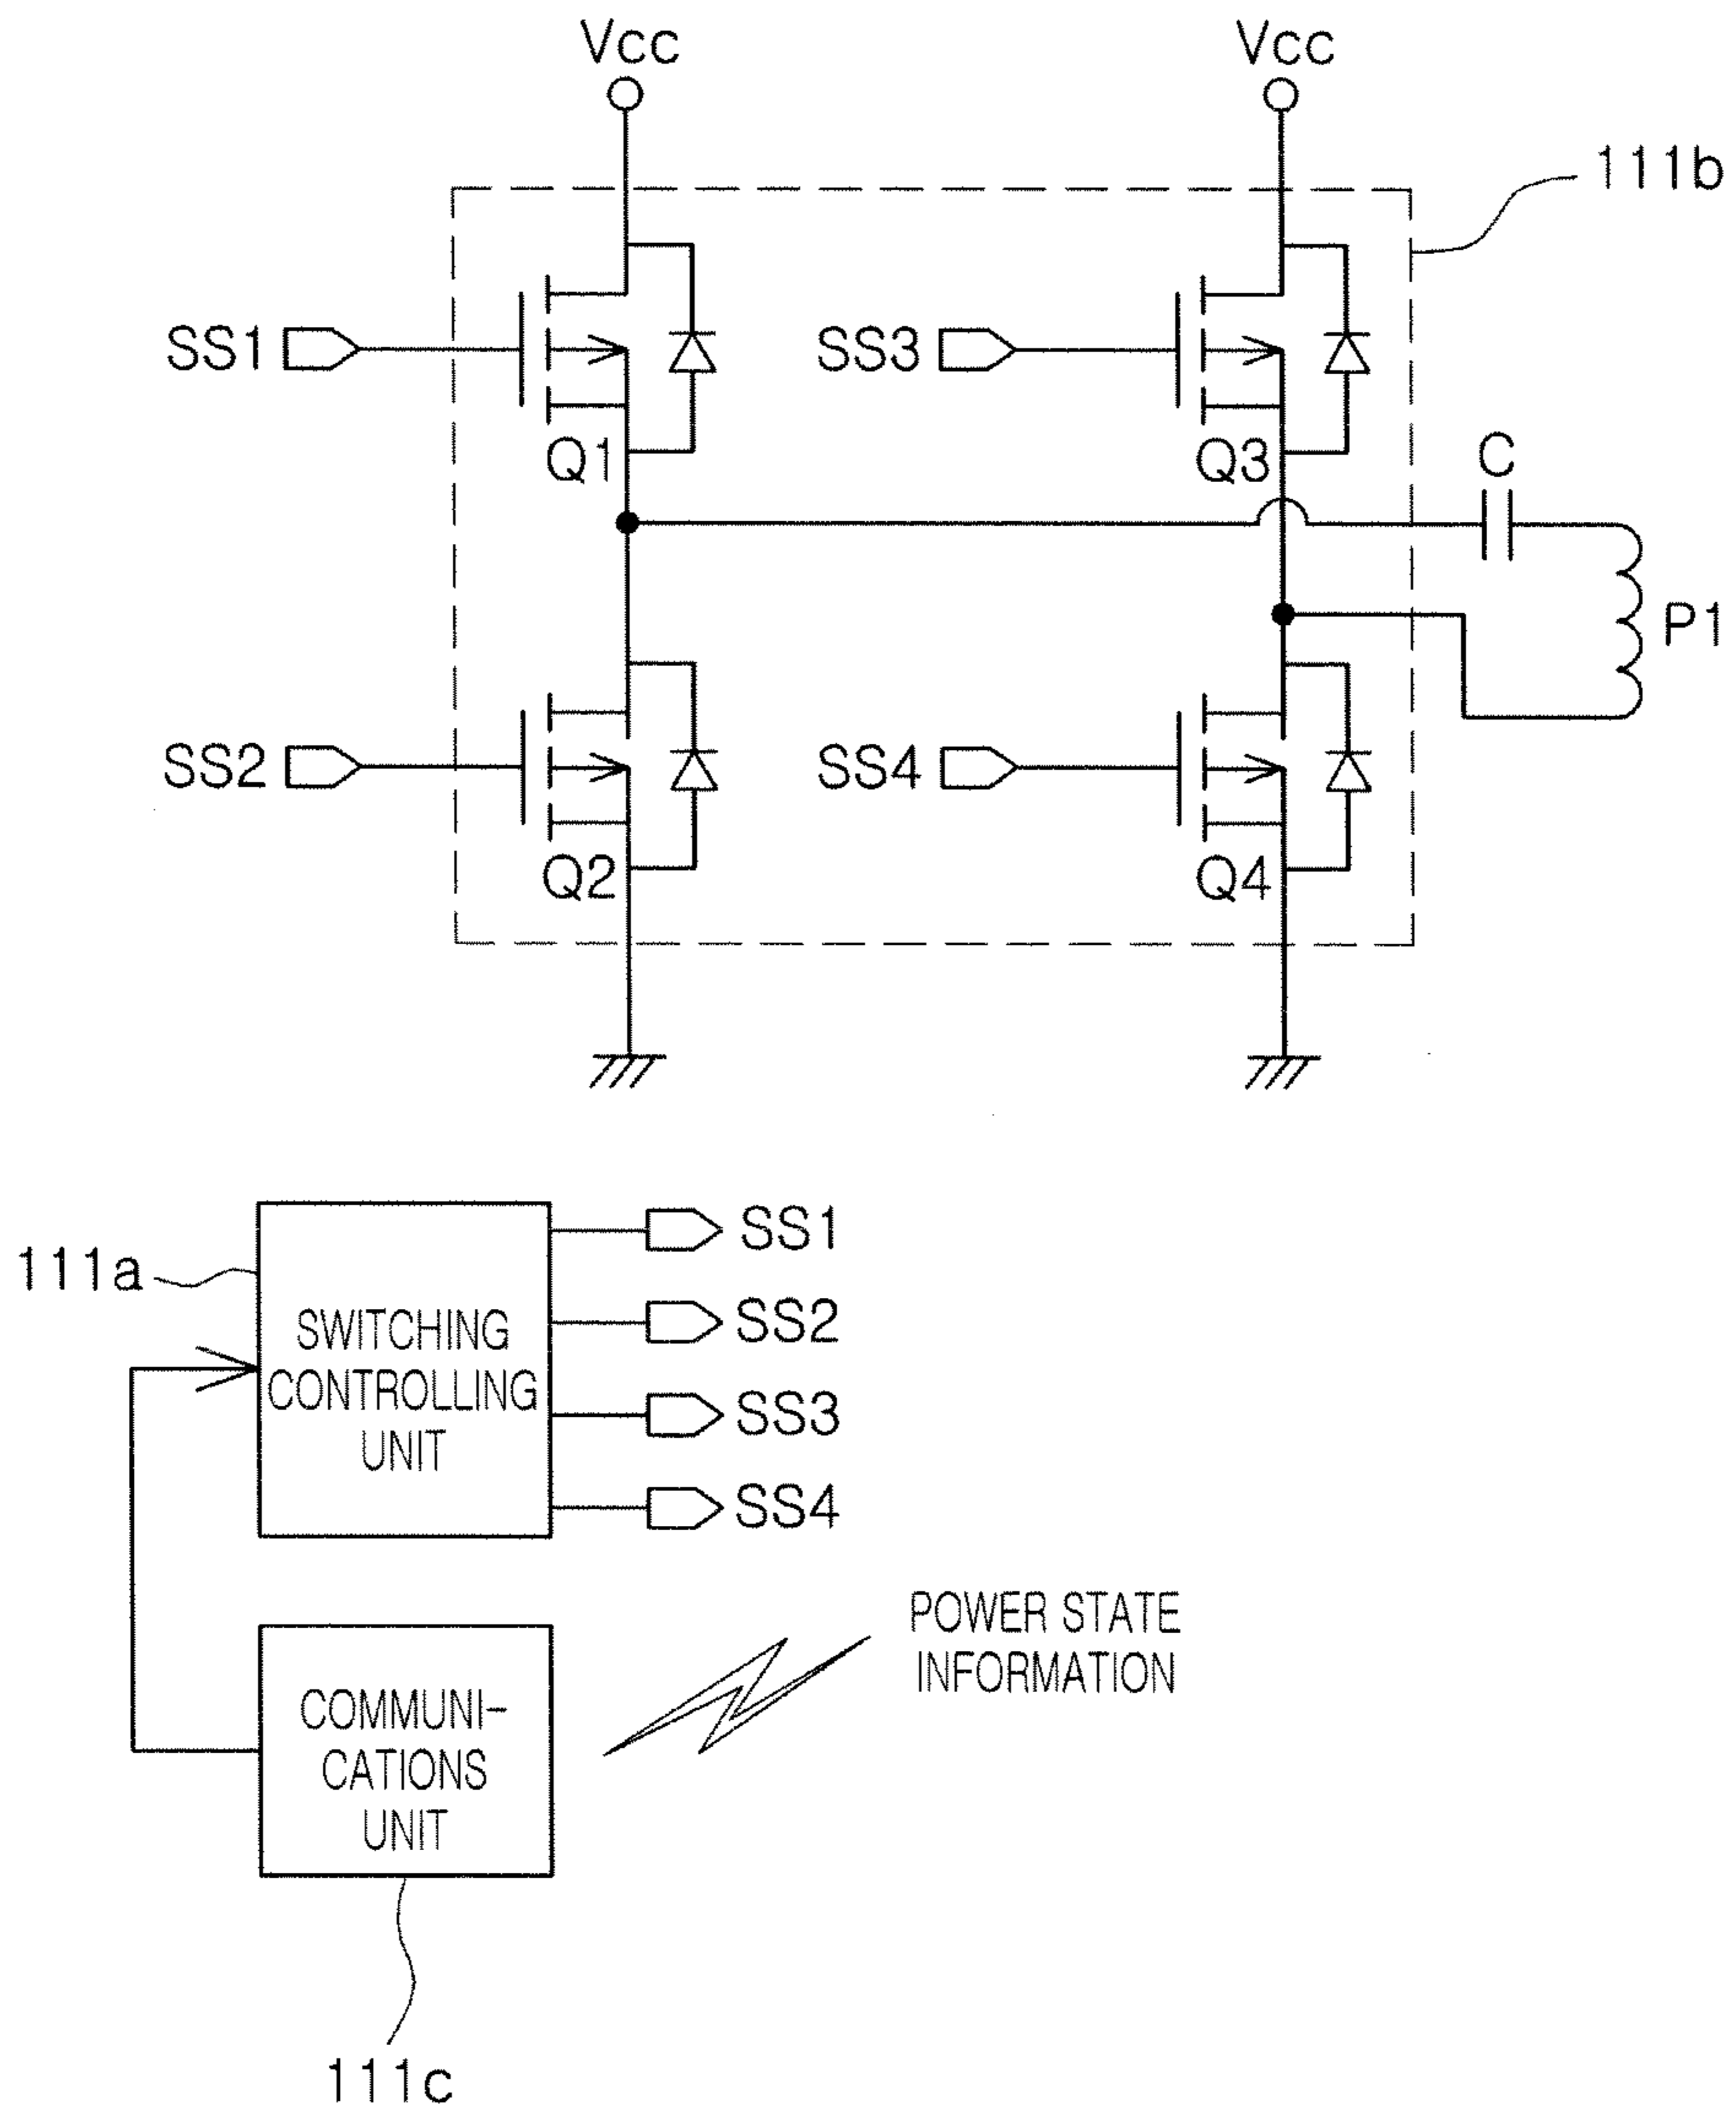 Vcc
Vcc
111b
SS1
SS3
Q1
Q3
C
P1
SS2
SS4
Q2
Q4
111a
SWITCHING
CONTROLLING
UNIT
SS1
SS2
SS3
SS4
POWER STATE
INFORMATION
COMMUNI-
CATIONS
UNIT
111c